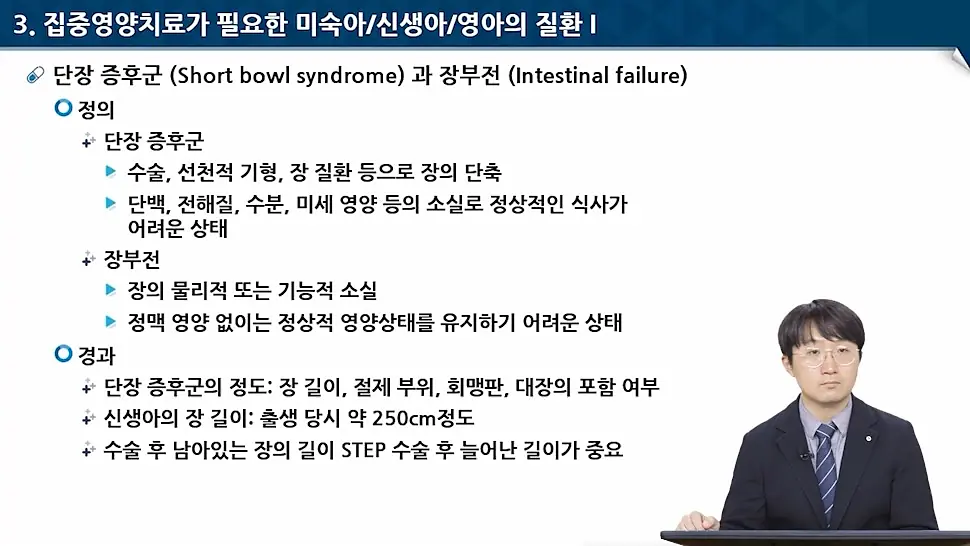 3. 집중영양치료가 필요한 미숙아/신생아/영아의 질환 I
단장 증후군 (Short bowl syndrome) 과 장부전 (Intestinal failure)
정의
단장 증후군
수술, 선천적 기형, 장 질환 등으로 장의 단축
단백, 전해질, 수분, 미세 영양 등의 소실로 정상적인 식사가
어려운 상태
장부전
장의 물리적 또는 기능적 소실
정맥 영양 없이는 정상적 영양상태를 유지하기 어려운 상태
경과
단장 증후군의 정도: 장 길이, 절제 부위, 회맹판, 대장의 포함 여부
신생아의 장 길이: 출생 당시 약 250cm정도
수술 후 남아있는 장의 길이 STEP 수술 후 늘어난 길이가 중요